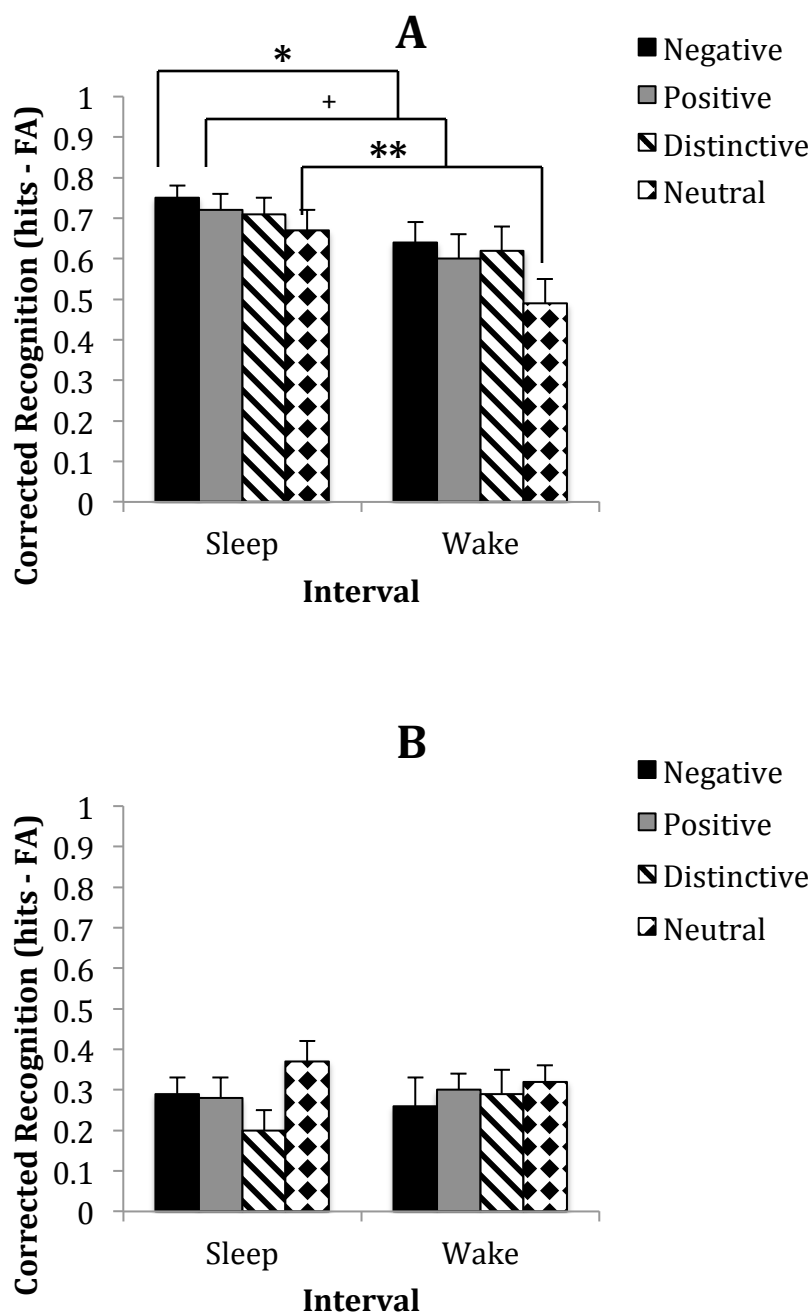 A
*
+
**
Negative
Positive
Distinctive
Neutral
Corrected Recognition (hits - FA)
1
0.9
0.8
0.7
0.6
0.5
0.4
0.3
0.2
0.1
0
Sleep
Wake
Interval
B
Negative
Positive
Distinctive
Neutral
Corrected Recognition (hits - FA)
1
0.9
0.8
0.7
0.6
0.5
0.4
0.3
0.2
0.1
0
Sleep
Wake
Interval